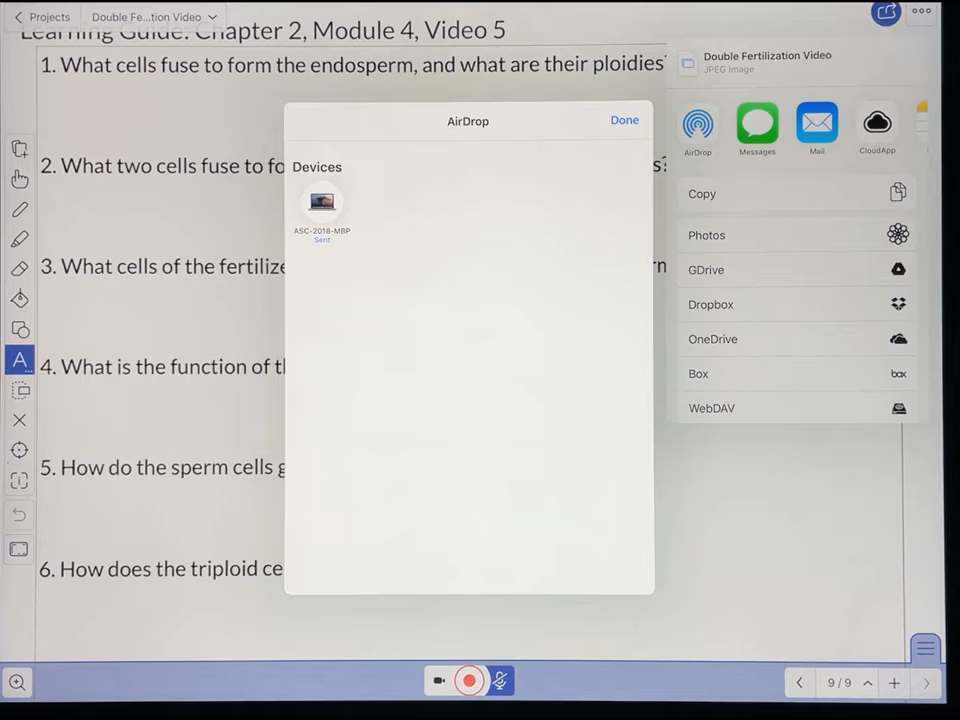 Projects
Double Fe...tion Video
Learning Guide: Chapter 2, Module 4, Video 5
1. What cells fuse to form the endosperm, and what are their ploidies?
2. What two cells fuse to fo
s?
3. What cells of the fertilize
rm
4. What is the function of th
5. How do the sperm cells g
6. How does the triploid ce
AirDrop
Done
Devices
ASC-2018-MBP
Sent
Double Fertilization Video
JPEG Image
AirDrop
Messages
Mail
CloudApp
Copy
Photos
GDrive
Dropbox
OneDrive
Box
box
WebDAV
A
9/9